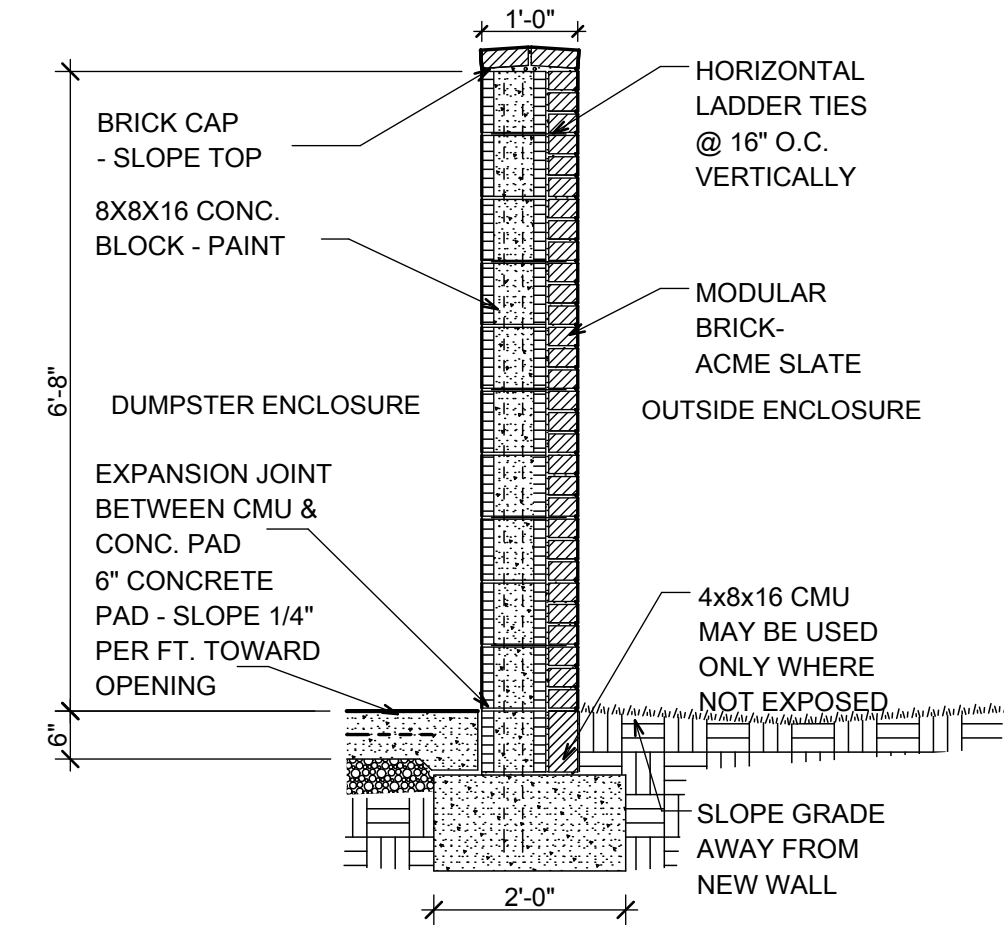 1'-0"
BRICK CAP
- SLOPE TOP
8X8X16 CONC.
BLOCK - PAINT
HORIZONTAL
LADDER TIES
@ 16" O.C.
VERTICALLY
MODULAR
BRICK-
ACME SLATE
6'-8"
DUMPSTER ENCLOSURE
OUTSIDE ENCLOSURE
EXPANSION JOINT
BETWEEN CMU &
CONC. PAD
6" CONCRETE
PAD - SLOPE 1/4"
PER FT. TOWARD
OPENING
4x8x16 CMU
MAY BE USED
ONLY WHERE
NOT EXPOSED
6"
SLOPE GRADE
AWAY FROM
NEW WALL
2'-0"